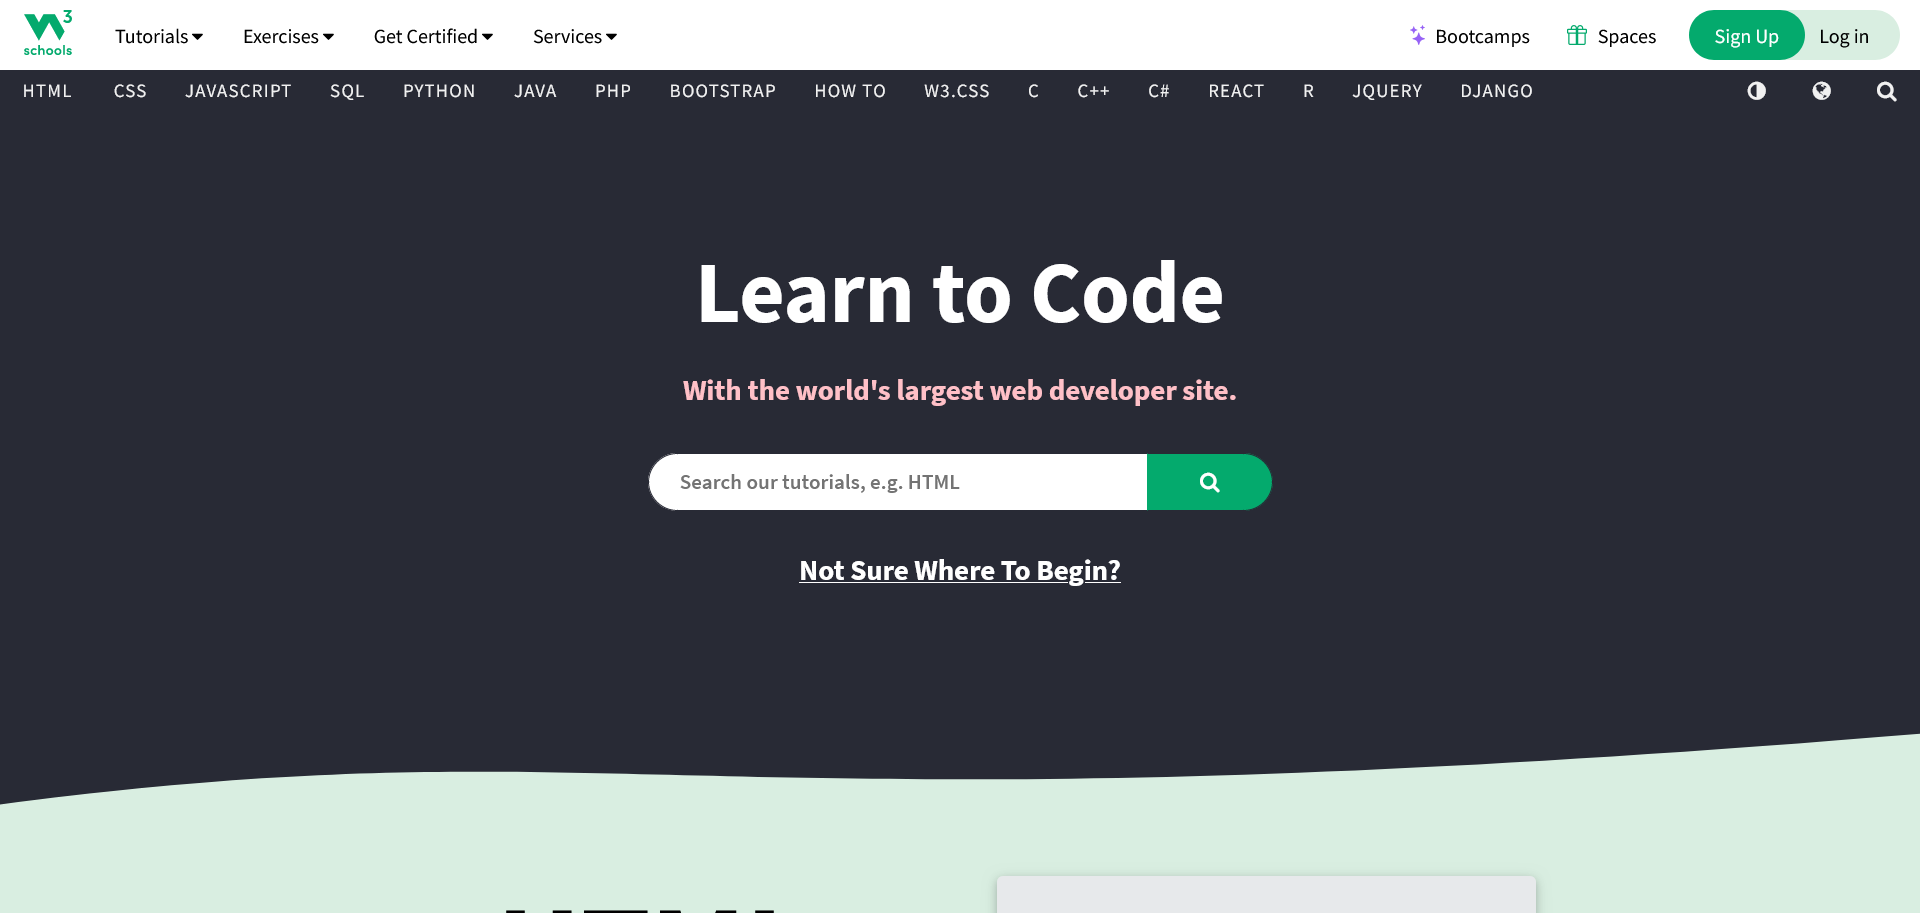 W3 schools
Tutorials Exercises Get Certified Services Bootcamps Spaces Sign Up Log in
HTML CSS JAVASCRIPT SQL PYTHON JAVA PHP BOOTSTRAP HOW TO W3.CSS C C++ C# REACT R JQUERY DJANGO
Learn to Code
With the world's largest web developer site.
Search our tutorials, e.g. HTML
Not Sure Where To Begin?